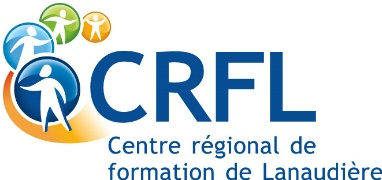 CRFL
Centre régional de
formation de Lanaudière